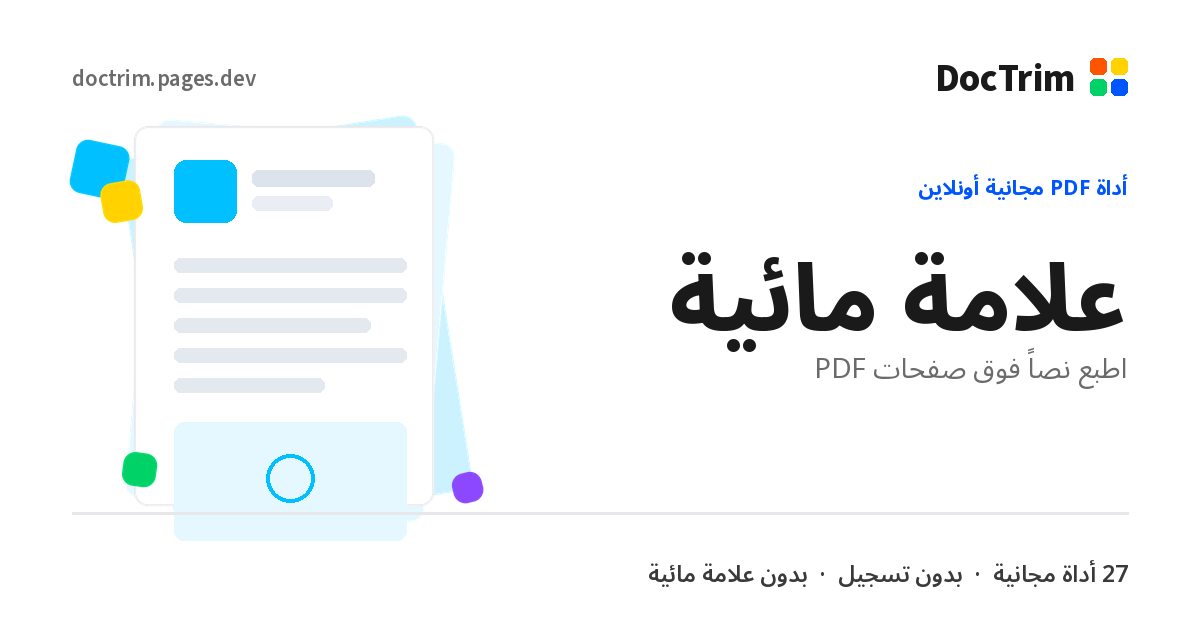 DocTrim
doctrim.pages.dev
أداة PDF مجانية أونلاين
علامة مائية
اطبع نصاً فوق صفحات PDF
27 أداة مجانية · بدون تسجيل · بدون علامة مائية